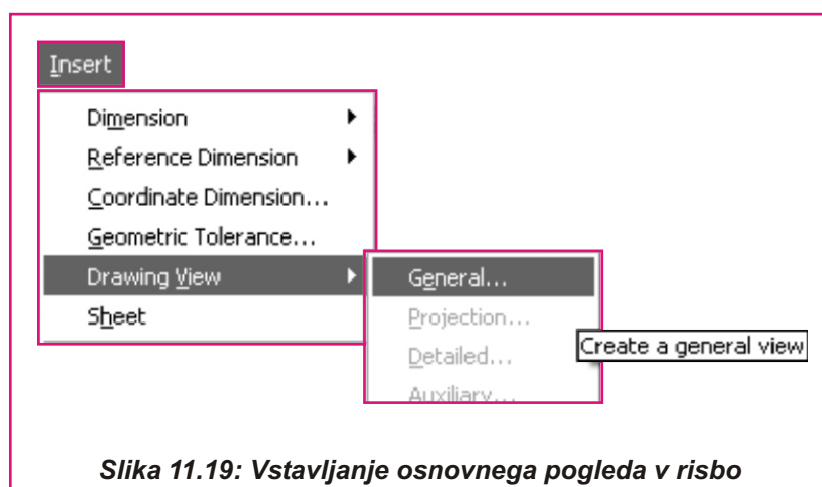 Insert
Dimension
Reference Dimension
Coordinate Dimension...
Geometric Tolerance...
Drawing View
Sheet
General...
Projection...
Detailed...
Auxiliary...
Create a general view
Slika 11.19: Vstavljanje osnovnega pogleda v risbo